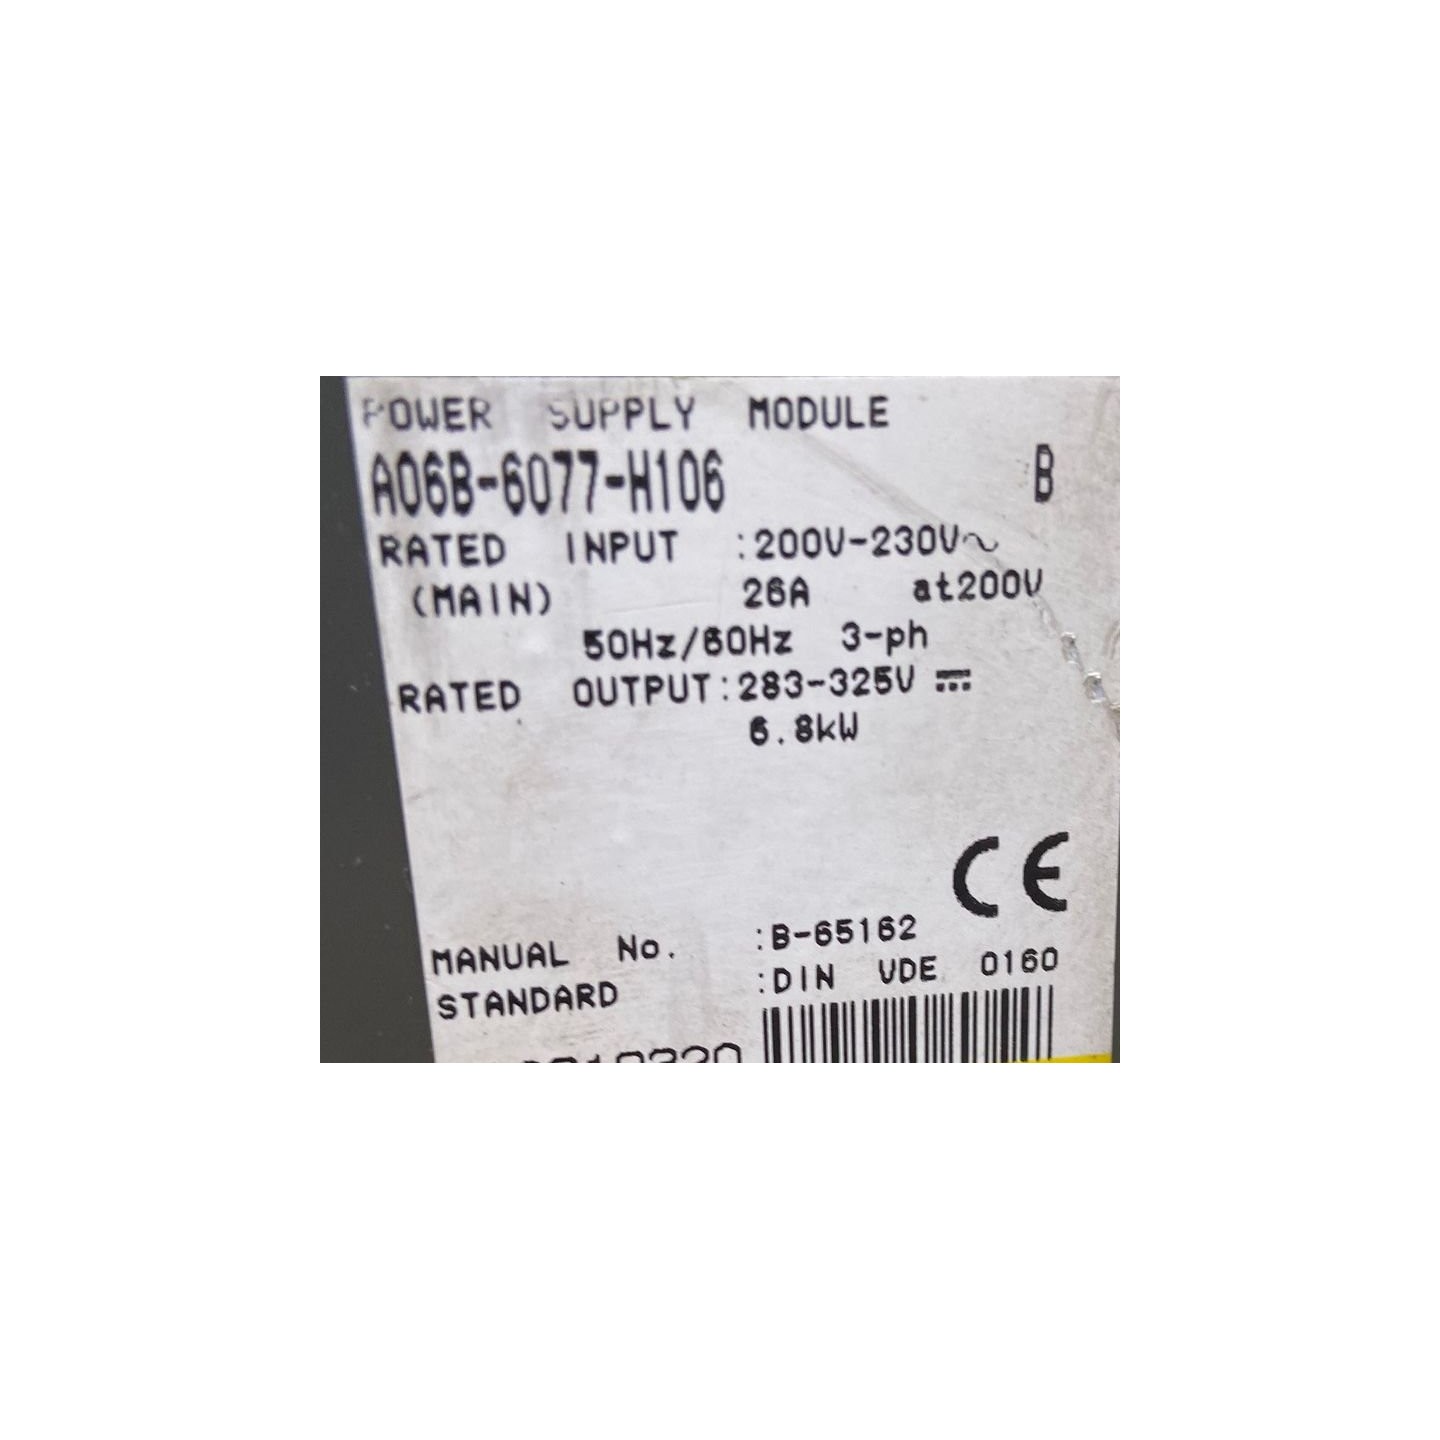 POWER SUPPLY MODULE
A06B-6077-H106 B
RATED INPUT :200V-230V～
(MAIN) 26A at200V
50Hz/60Hz 3-ph
RATED OUTPUT:283-325V ⎓
6.8kW
CE
MANUAL No. :B-65162
STANDARD :DIN VDE 0160